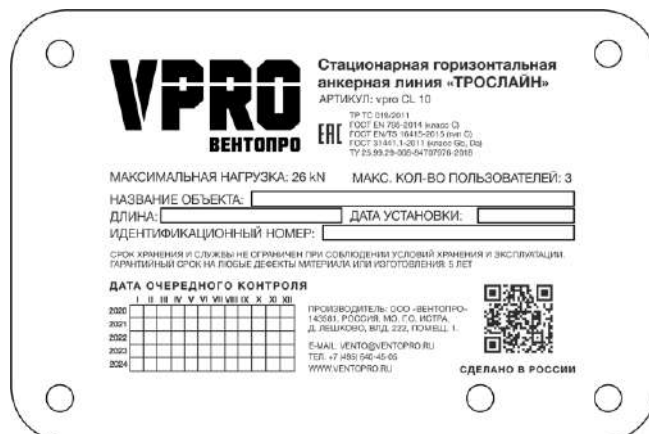 VPRO
ВЕНТОПРО
Стационарная горизонтальная
анкерная линия «ТРОСЛАЙН»
АРТИКУЛ: vpro CL 10
EAC
ТР ТС 019/2011
ГОСТ EN 795-2014 (класс C)
ГОСТ EN/TS 16415-2015 (тип C)
ГОСТ 31441.1-2011 (класс Gb, Db)
ТУ 25.99.29-008-84707976-2018
МАКСИМАЛЬНАЯ НАГРУЗКА: 26 kN
МАКС. КОЛ-ВО ПОЛЬЗОВАТЕЛЕЙ: 3
НАЗВАНИЕ ОБЪЕКТА:
ДЛИНА:
ДАТА УСТАНОВКИ:
ИДЕНТИФИКАЦИОННЫЙ НОМЕР:
СРОК ХРАНЕНИЯ И СЛУЖБЫ НЕ ОГРАНИЧЕН ПРИ СОБЛЮДЕНИИ УСЛОВИЙ ХРАНЕНИЯ И ЭКСПЛУАТАЦИИ.
ГАРАНТИЙНЫЙ СРОК НА ЛЮБЫЕ ДЕФЕКТЫ МАТЕРИАЛА ИЛИ ИЗГОТОВЛЕНИЯ: 5 ЛЕТ
ДАТА ОЧЕРЕДНОГО КОНТРОЛЯ
I II III IV V VI VII VIII IX X XI XII
2020
2021
2022
2023
2024
ПРОИЗВОДИТЕЛЬ: ООО «ВЕНТОПРО»
143581, РОССИЯ, МО, Г.О. ИСТРА,
Д. ЛЕШКОВО, ВЛД. 222, ПОМЕЩ. 1.
E-MAIL: VENTO@VENTOPRO.RU
ТЕЛ. +7 (495) 640-45-06
WWW.VENTOPRO.RU
СДЕЛАНО В РОССИИ